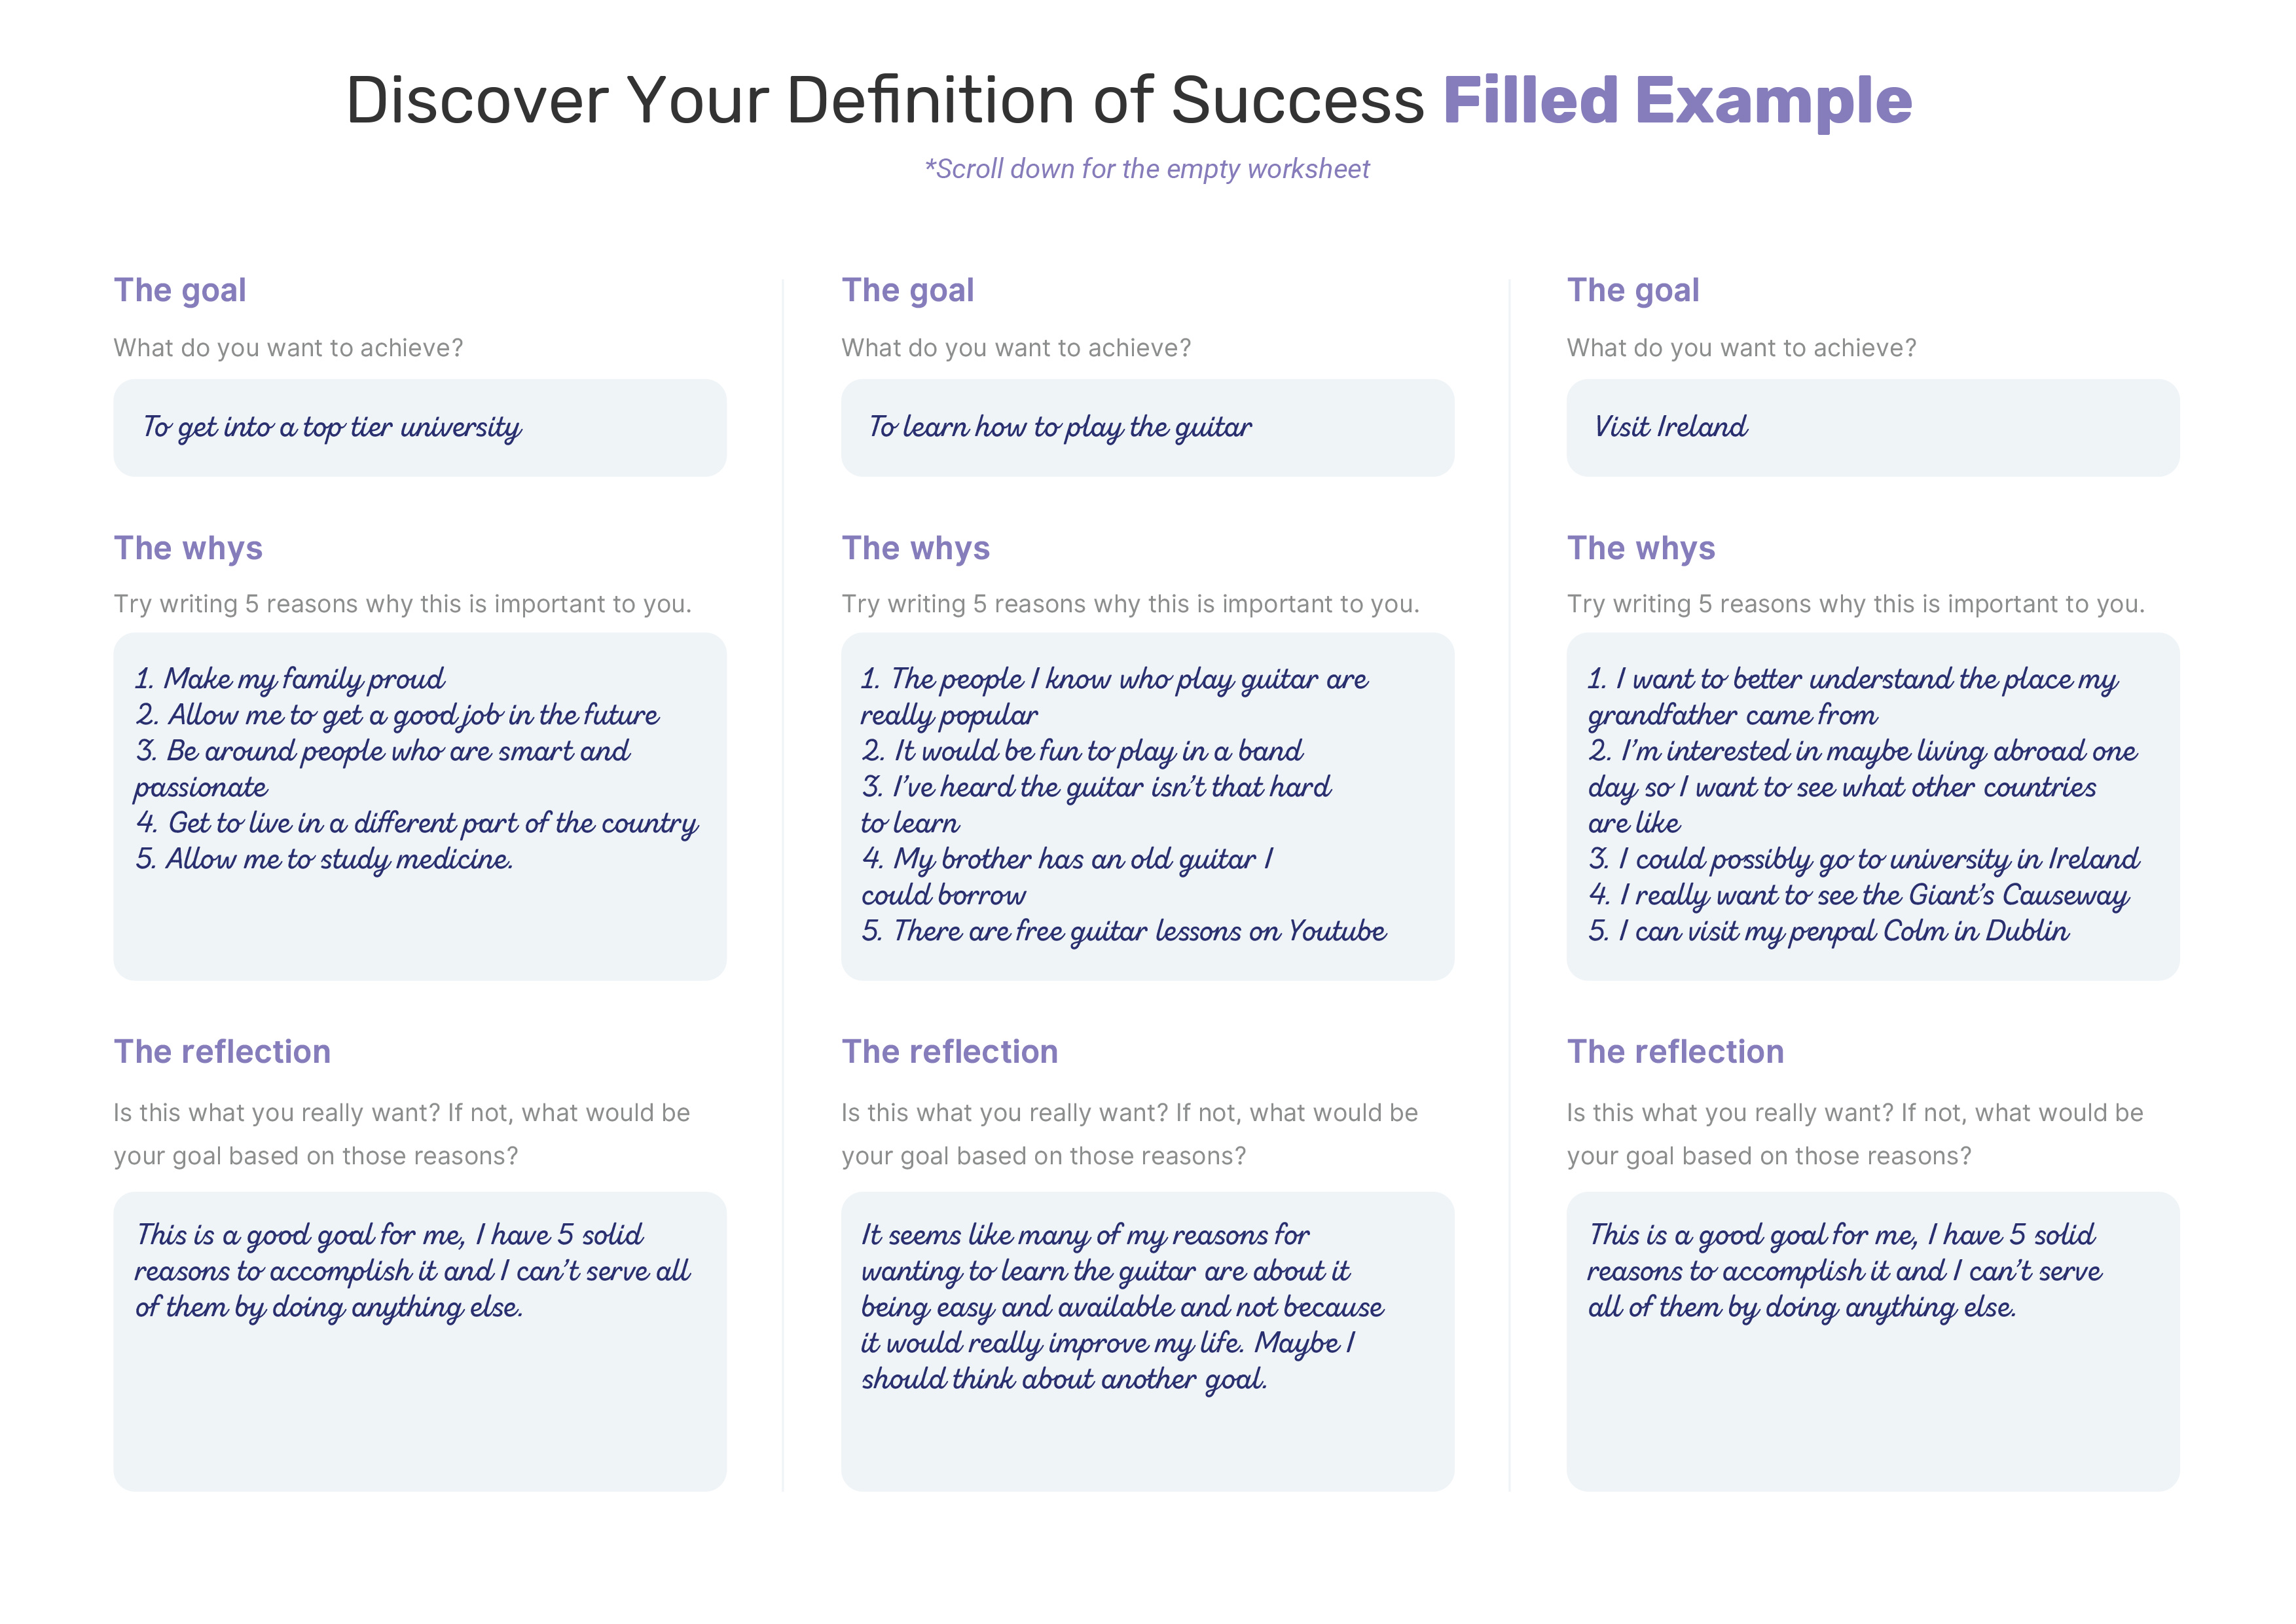 Discover Your Definition of Success Filled Example
*Scroll down for the empty worksheet
The goal
What do you want to achieve?
To get into a top tier university
The whys
Try writing 5 reasons why this is important to you.
1. Make my family proud
2. Allow me to get a good job in the future
3. Be around people who are smart and
passionate
4. Get to live in a different part of the country
5. Allow me to study medicine.
The reflection
Is this what you really want? If not, what would be
your goal based on those reasons?
This is a good goal for me, I have 5 solid
reasons to accomplish it and I can't serve all
of them by doing anything else.
The goal
What do you want to achieve?
To learn how to play the guitar
The whys
Try writing 5 reasons why this is important to you.
1. The people I know who play guitar are
really popular
2. It would be fun to play in a band
3. I've heard the guitar isn't that hard
to learn
4. My brother has an old guitar I
could borrow
5. There are free guitar lessons on Youtube
The reflection
Is this what you really want? If not, what would be
your goal based on those reasons?
It seems like many of my reasons for
wanting to learn the guitar are about it
being easy and available and not because
it would really improve my life. Maybe I
should think about another goal.
The goal
What do you want to achieve?
Visit Ireland
The whys
Try writing 5 reasons why this is important to you.
1. I want to better understand the place my
grandfather came from
2. I'm interested in maybe living abroad one
day so I want to see what other countries
are like
3. I could possibly go to university in Ireland
4. I really want to see the Giant's Causeway
5. I can visit my penpal Colm in Dublin
The reflection
Is this what you really want? If not, what would be
your goal based on those reasons?
This is a good goal for me, I have 5 solid
reasons to accomplish it and I can't serve
all of them by doing anything else.